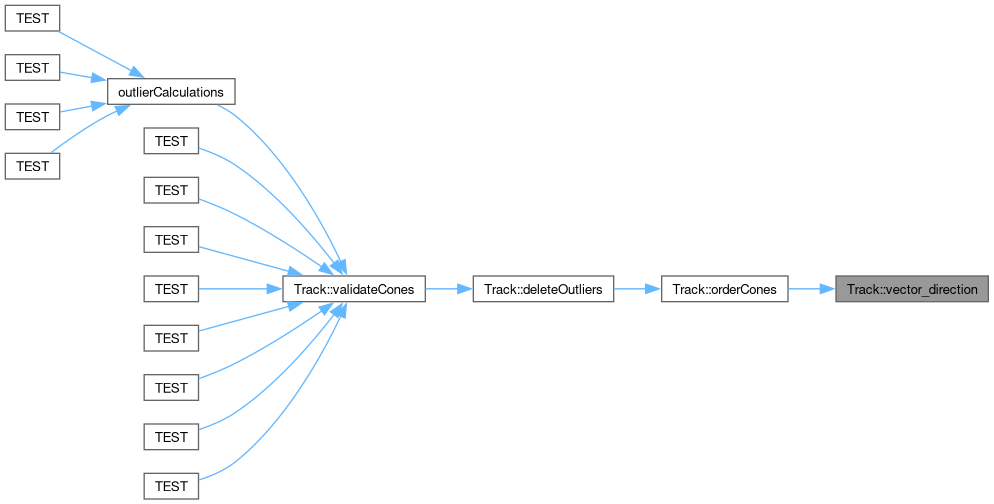 TEST
TEST
outlierCalculations
TEST
TEST
TEST
TEST
TEST
TEST
Track::validateCones
Track::deleteOutliers
Track::orderCones
Track::vector_direction
TEST
TEST
TEST
TEST